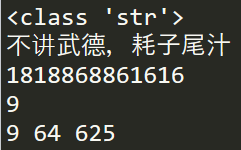 <class 'str'>
不讲武德, 耗子尾汁
1818868861616
9
9 64 625